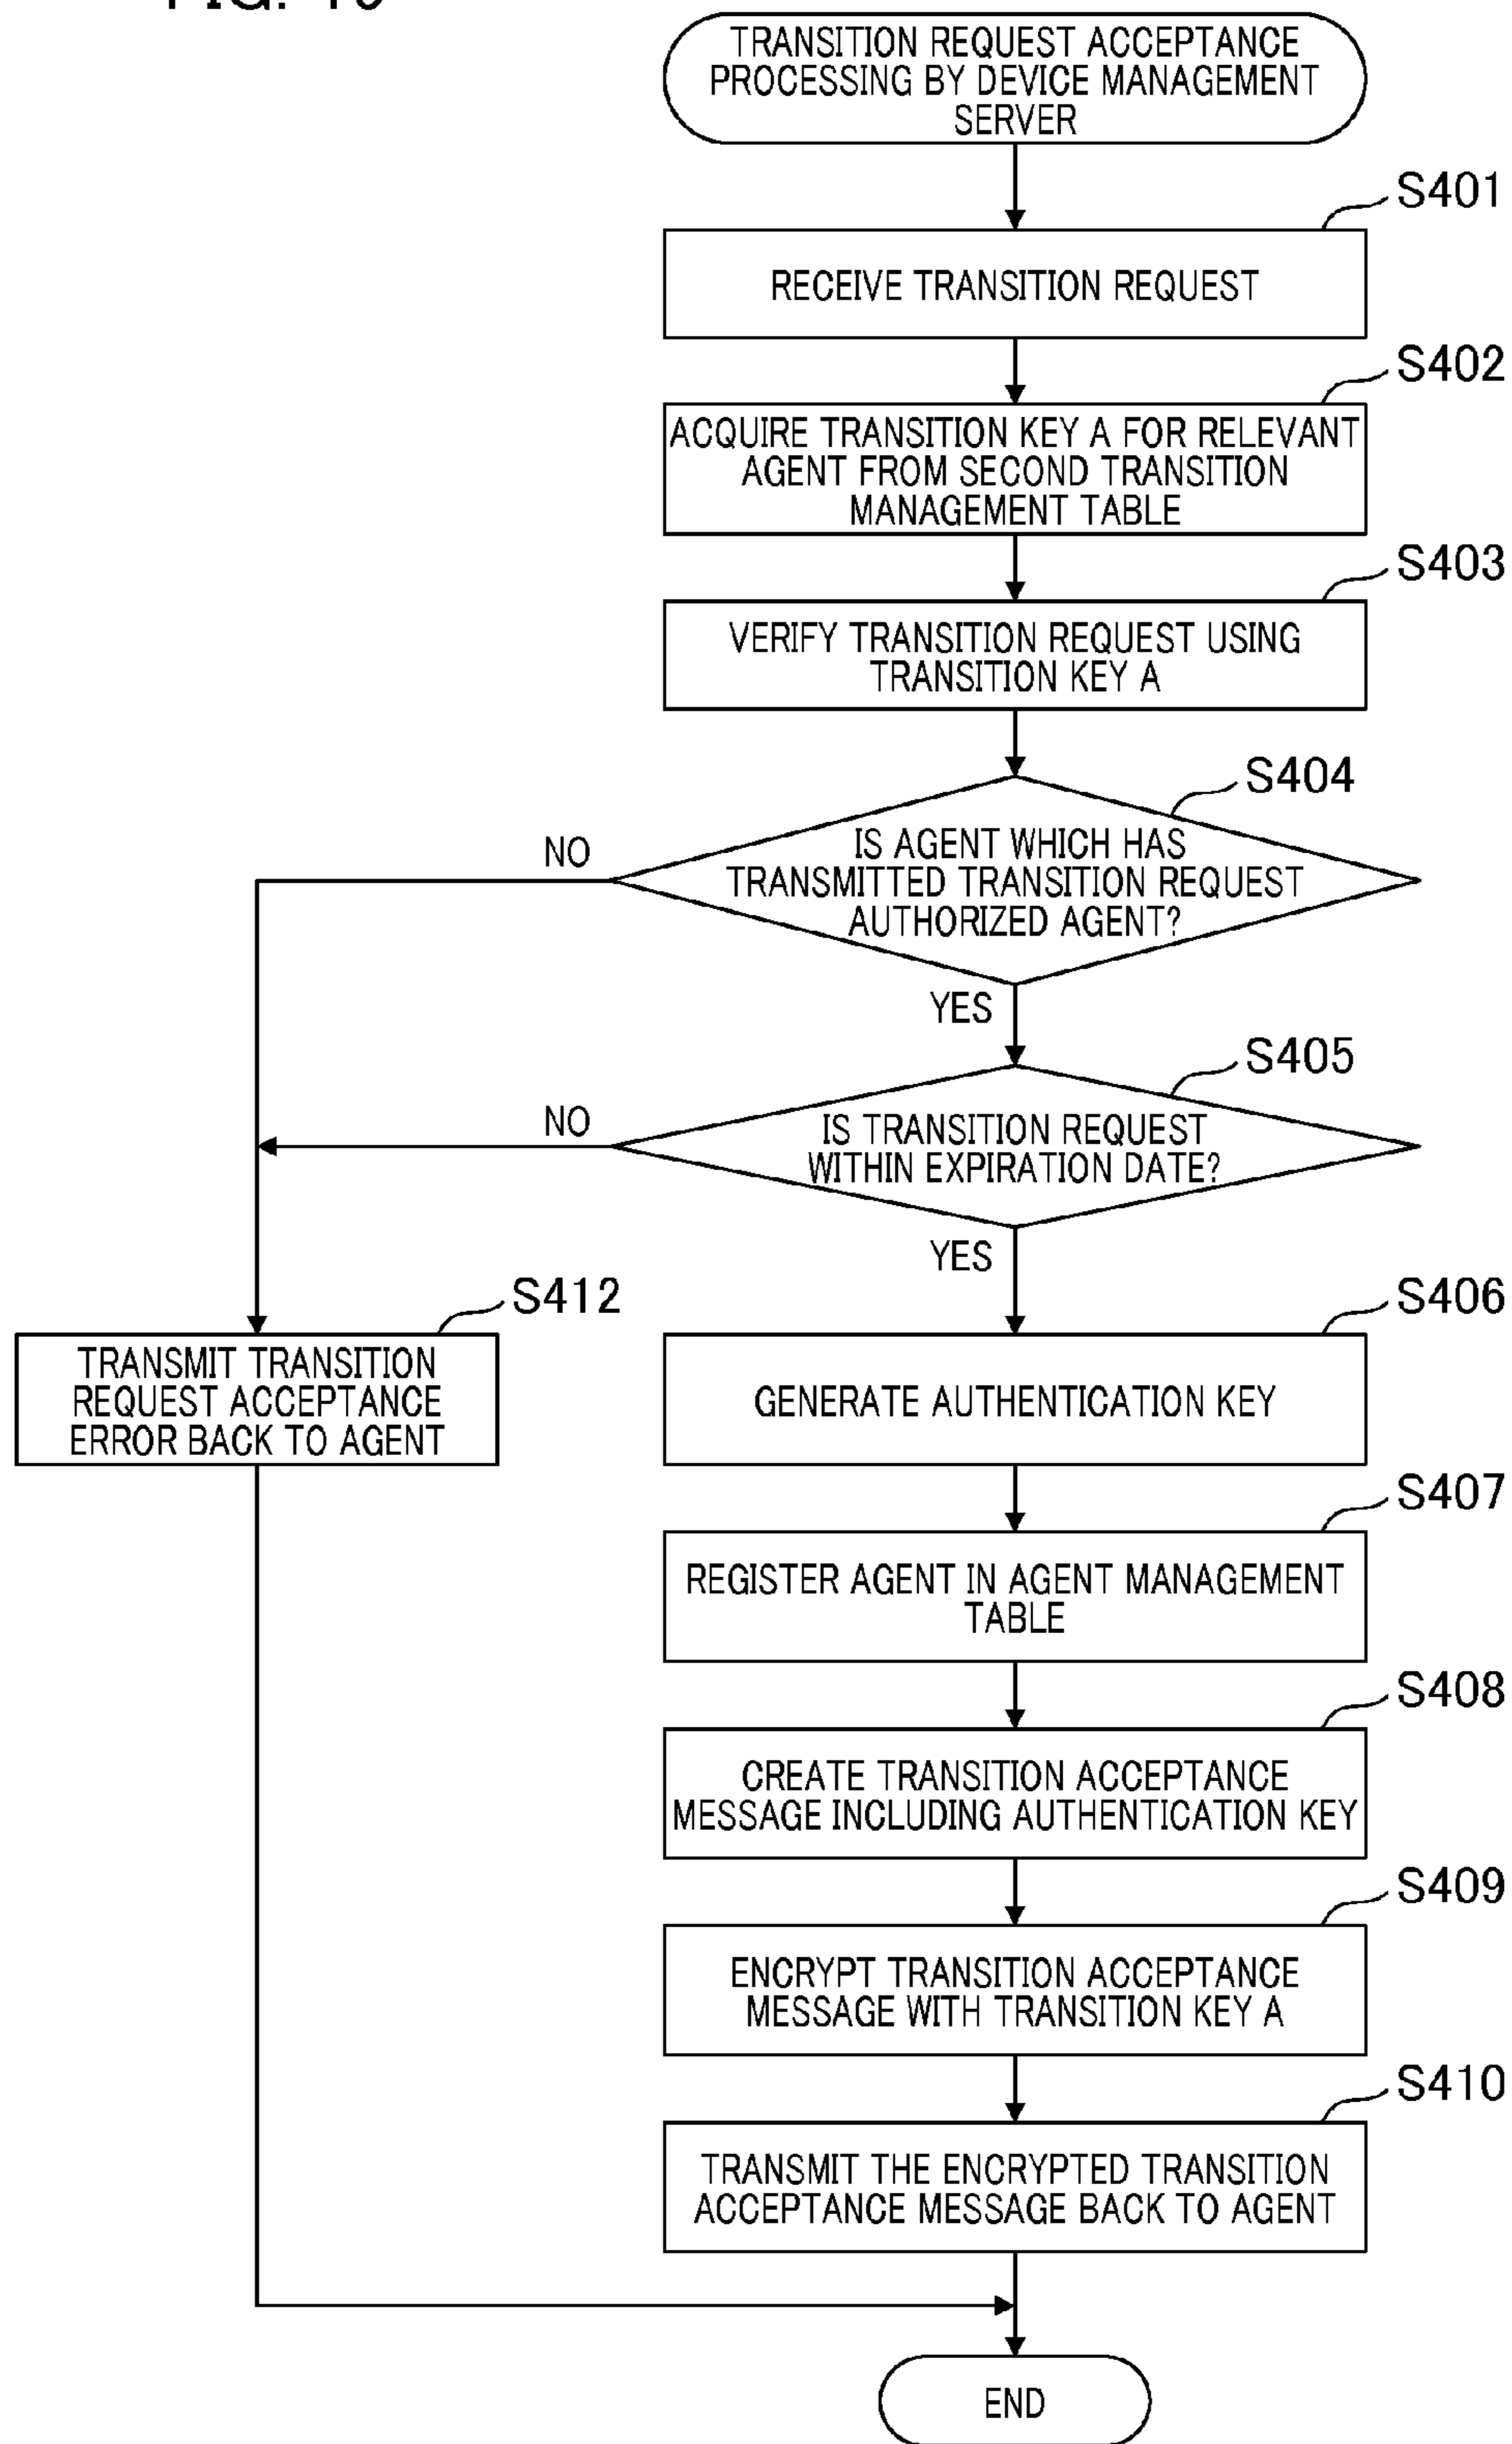 TRANSITION REQUEST ACCEPTANCE
PROCESSING BY DEVICE MANAGEMENT
SERVER
S401
RECEIVE TRANSITION REQUEST
S402
ACQUIRE TRANSITION KEY A FOR RELEVANT
AGENT FROM SECOND TRANSITION
MANAGEMENT TABLE
S403
VERIFY TRANSITION REQUEST USING
TRANSITION KEY A
S404
IS AGENT WHICH HAS
TRANSMITTED TRANSITION REQUEST
AUTHORIZED AGENT?
NO
YES
S405
IS TRANSITION REQUEST
WITHIN EXPIRATION DATE?
NO
YES
S412
TRANSMIT TRANSITION
REQUEST ACCEPTANCE
ERROR BACK TO AGENT
S406
GENERATE AUTHENTICATION KEY
S407
REGISTER AGENT IN AGENT MANAGEMENT
TABLE
S408
CREATE TRANSITION ACCEPTANCE
MESSAGE INCLUDING AUTHENTICATION KEY
S409
ENCRYPT TRANSITION ACCEPTANCE
MESSAGE WITH TRANSITION KEY A
S410
TRANSMIT THE ENCRYPTED TRANSITION
ACCEPTANCE MESSAGE BACK TO AGENT
END